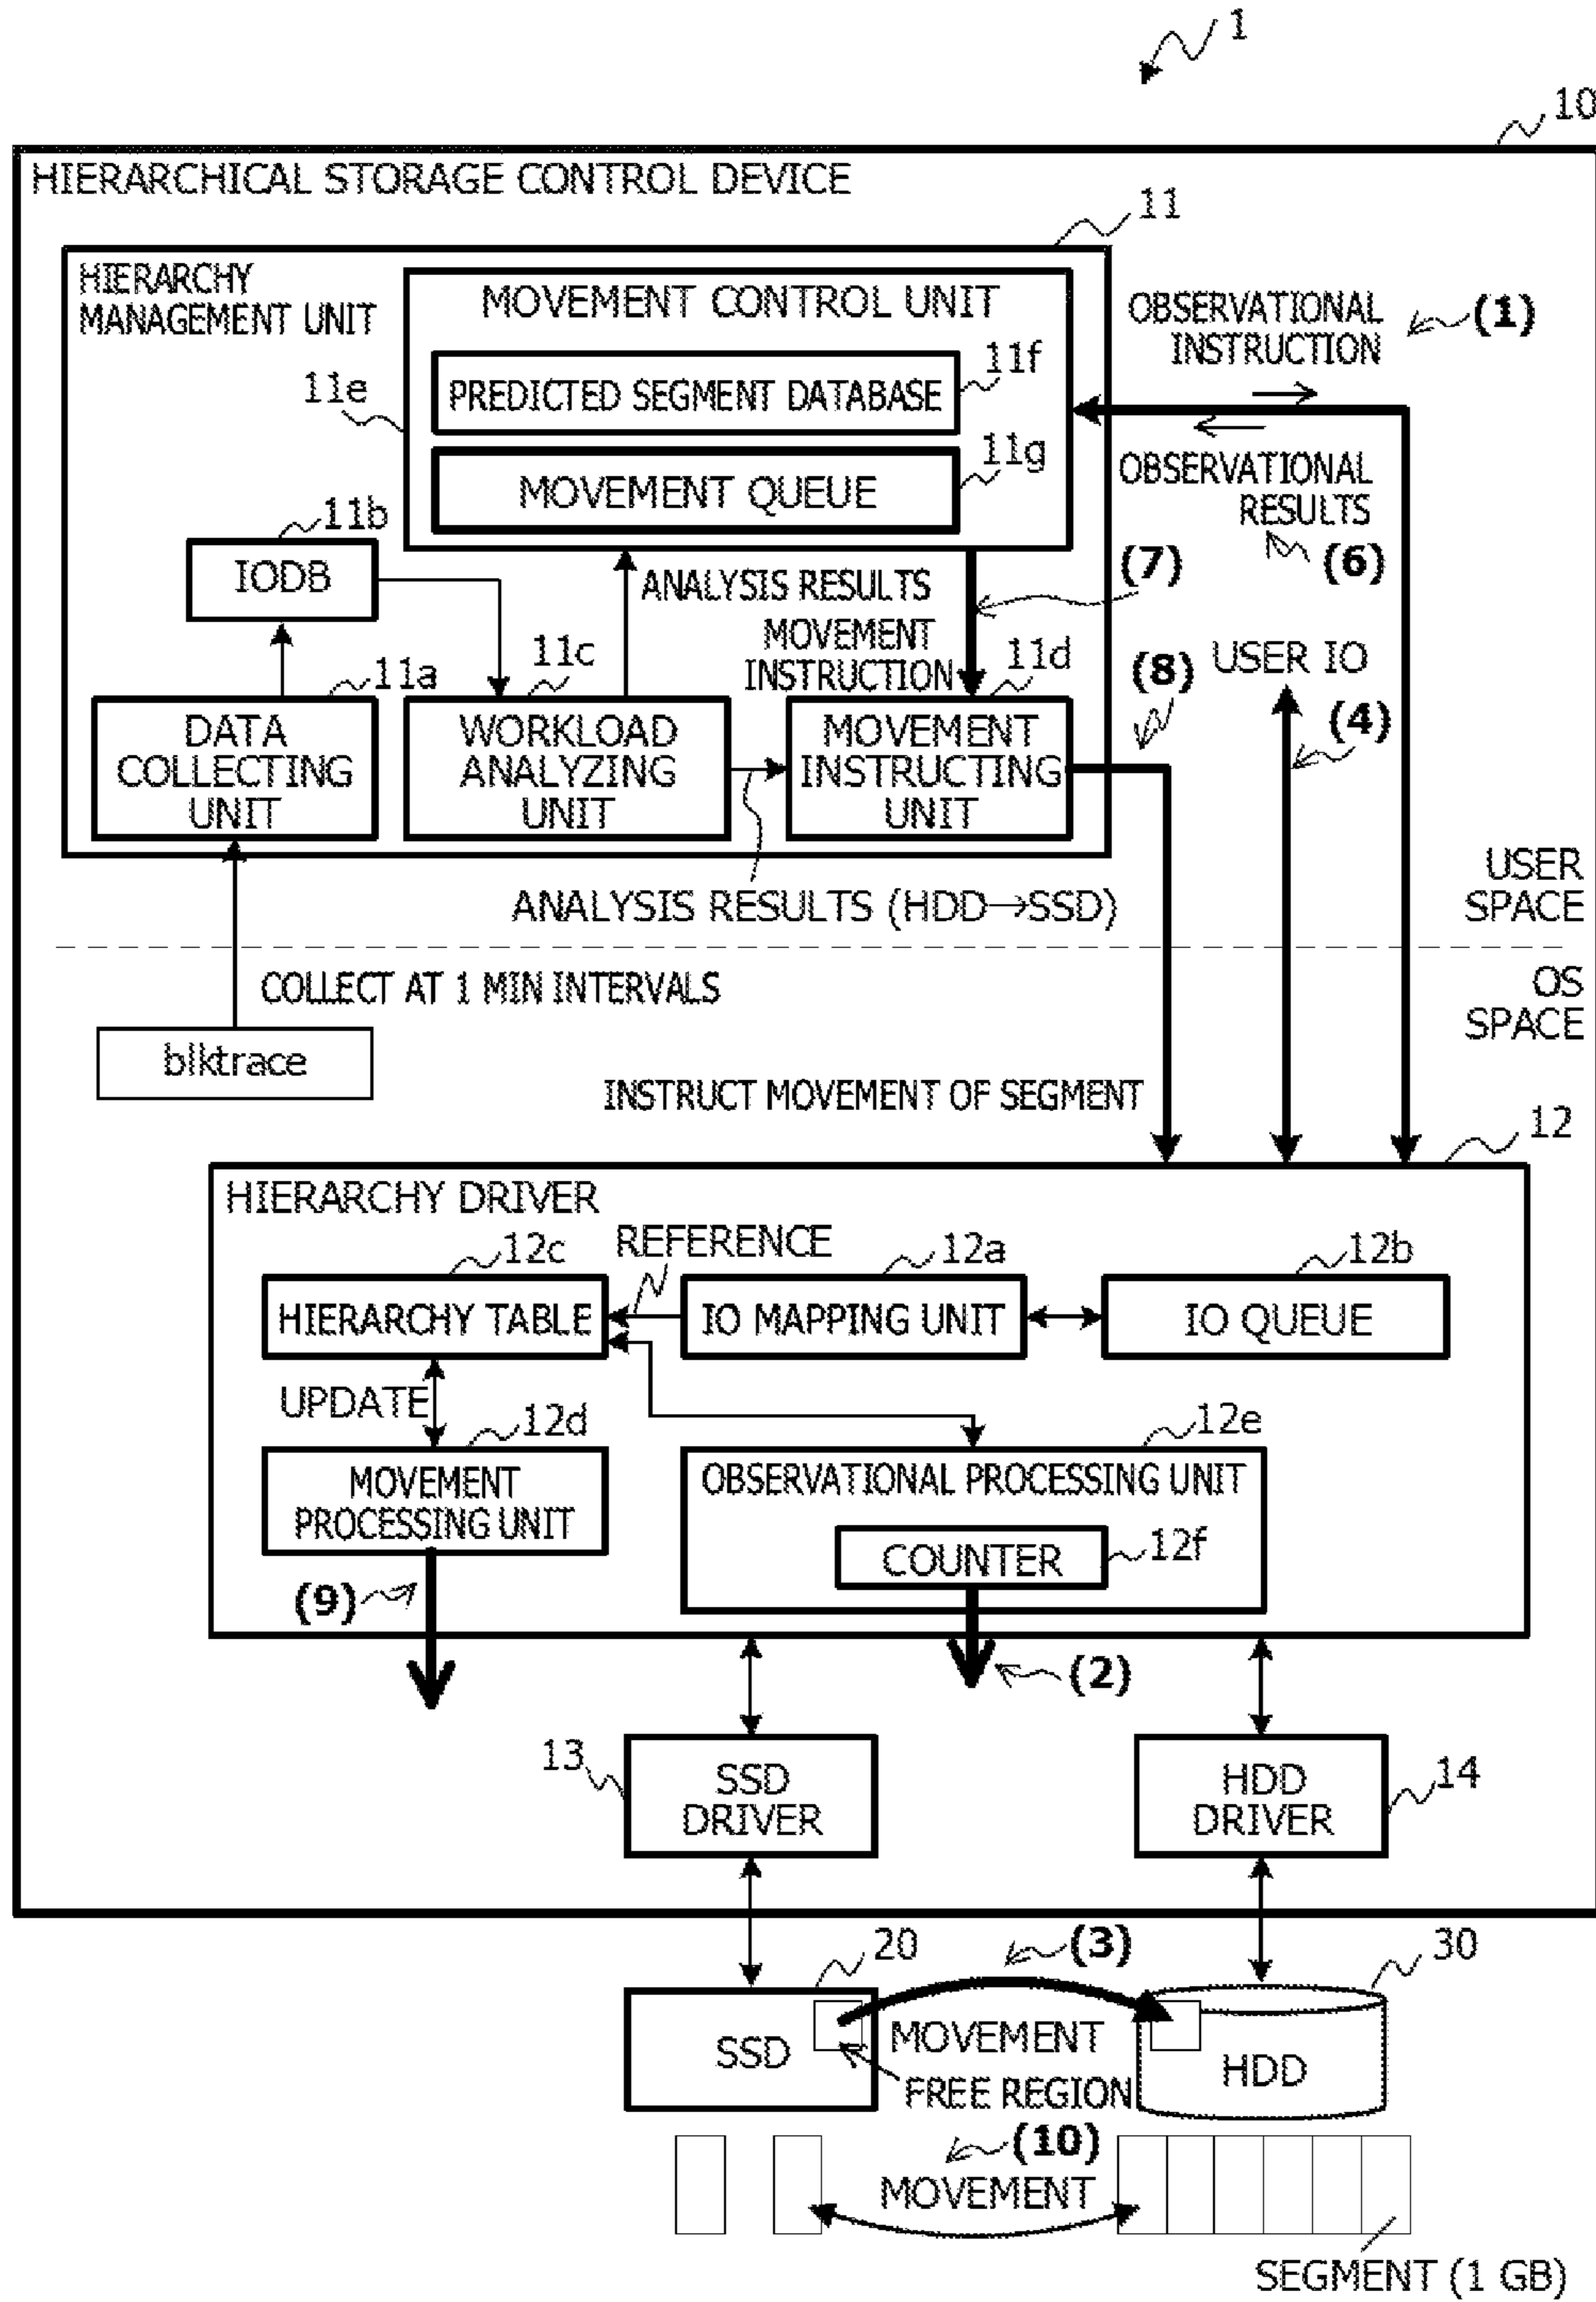 1
10
HIERARCHICAL STORAGE CONTROL DEVICE
11
HIERARCHY
MANAGEMENT UNIT
MOVEMENT CONTROL UNIT
11e
11f
PREDICTED SEGMENT DATABASE
11g
MOVEMENT QUEUE
OBSERVATIONAL
INSTRUCTION
(1)
OBSERVATIONAL
RESULTS
(6)
11b
IODB
ANALYSIS RESULTS
(7)
MOVEMENT
INSTRUCTION
11a
11c
11d
(8)
USER IO
(4)
DATA
COLLECTING
UNIT
WORKLOAD
ANALYZING
UNIT
MOVEMENT
INSTRUCTING
UNIT
ANALYSIS RESULTS (HDD→SSD)
USER
SPACE
COLLECT AT 1 MIN INTERVALS
OS
SPACE
blktrace
INSTRUCT MOVEMENT OF SEGMENT
12
HIERARCHY DRIVER
12c
REFERENCE
12a
12b
HIERARCHY TABLE
IO MAPPING UNIT
IO QUEUE
UPDATE
12d
12e
MOVEMENT
PROCESSING UNIT
OBSERVATIONAL PROCESSING UNIT
COUNTER
12f
(9)
(2)
13
SSD
DRIVER
HDD
DRIVER
14
20
(3)
30
SSD
MOVEMENT
FREE REGION
HDD
(10)
MOVEMENT
SEGMENT (1 GB)